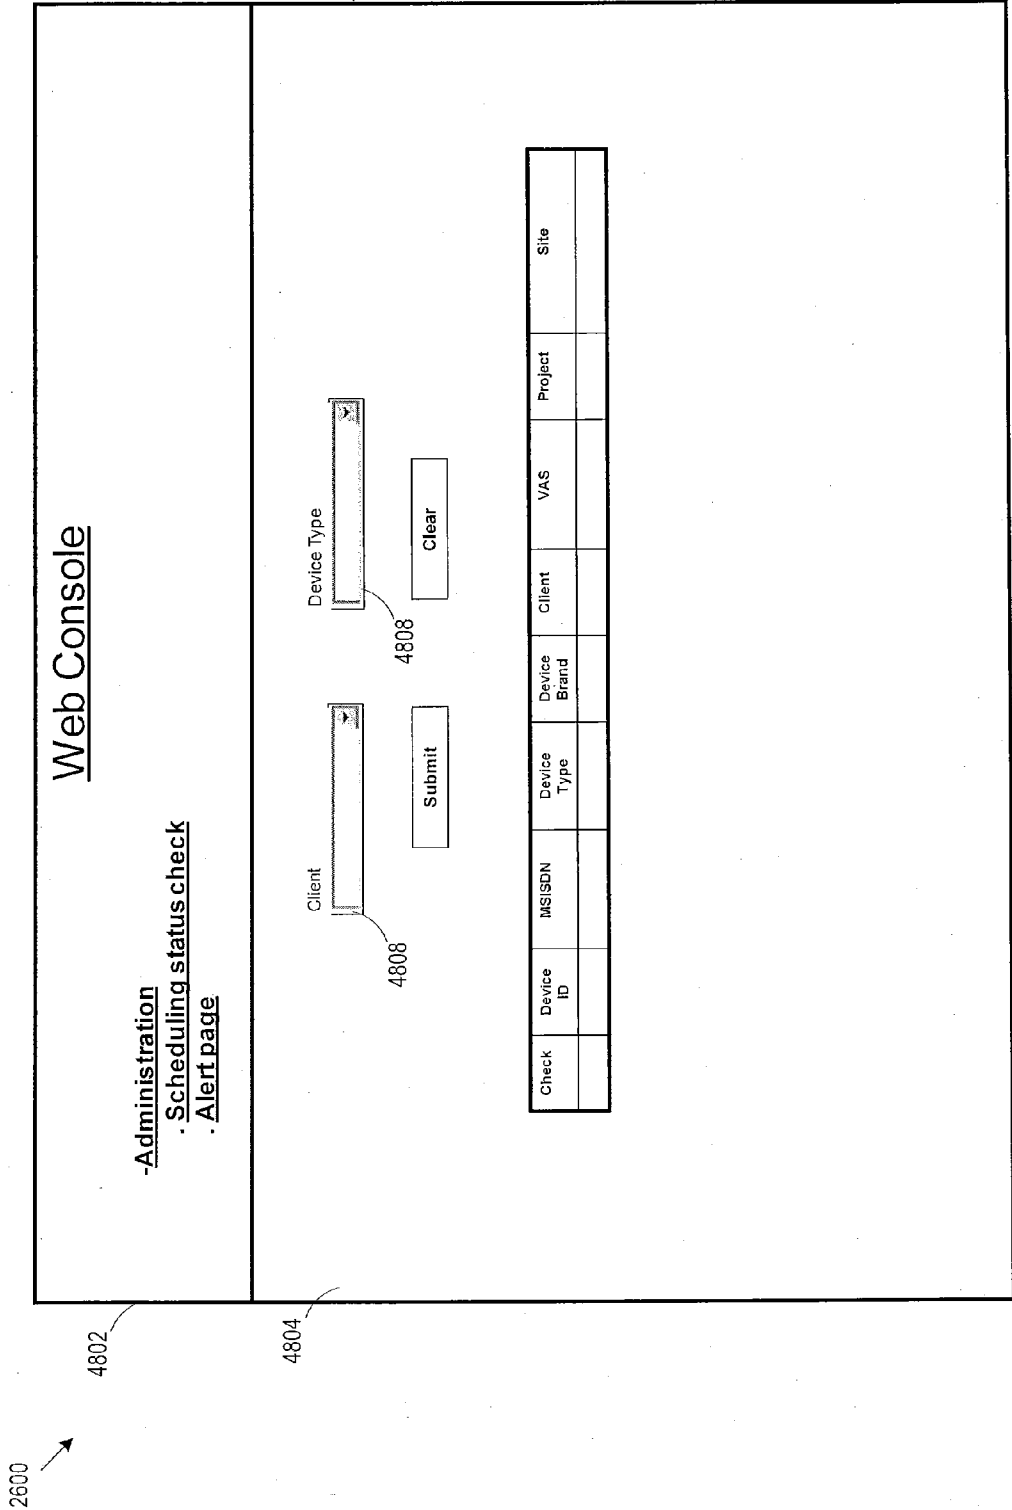 2600
Web Console
4802
-Administration
. Scheduling status check
. Alert page
4804
Client
Device Type
4808
4808
Submit
Clear
Check
Device ID
MSISDN
Device Type
Device Brand
Client
VAS
Project
Site